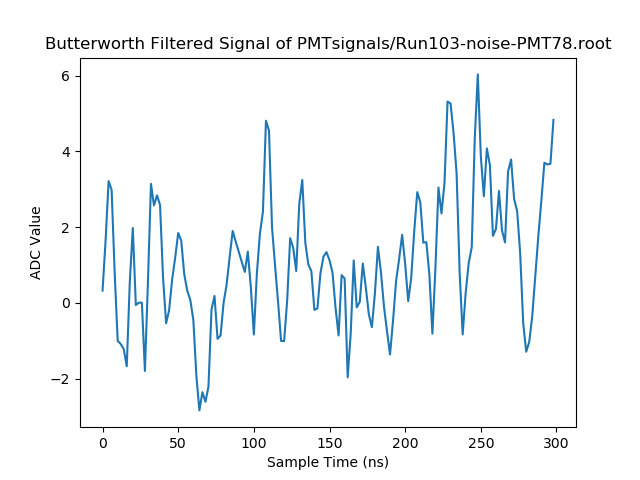 Butterworth Filtered Signal of PMTsignals/Run103-noise-PMT78.root
6
4
2
0
−2
ADC Value
0 50 100 150 200 250 300
Sample Time (ns)